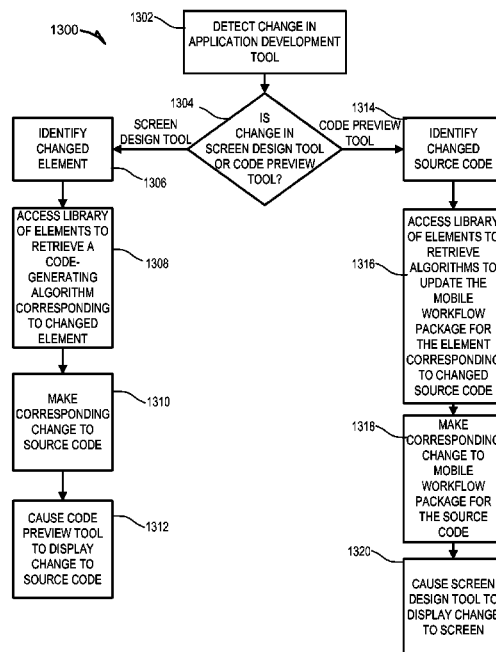 1300
1302
DETECT CHANGE IN
APPLICATION DEVELOPMENT
TOOL
1304
IS
CHANGE IN
SCREEN DESIGN TOOL
OR CODE PREVIEW
TOOL?
SCREEN
DESIGN TOOL
IDENTIFY
CHANGED
ELEMENT
1306
ACCESS LIBRARY
OF ELEMENTS TO
RETRIEVE A
CODE-
GENERATING
ALGORITHM
CORRESPONDING
TO CHANGED
ELEMENT
1308
MAKE
CORRESPONDING
CHANGE TO
SOURCE CODE
1310
CAUSE CODE
PREVIEW TOOL
TO DISPLAY
CHANGE TO
SOURCE CODE
1312
CODE PREVIEW
TOOL
1314
IDENTIFY
CHANGED
SOURCE CODE
ACCESS LIBRARY
OF ELEMENTS TO
RETRIEVE
ALGORITHMS TO
UPDATE THE
MOBILE
WORKFLOW
PACKAGE FOR
THE ELEMENT
CORRESPONDING
TO CHANGED
SOURCE CODE
1316
1318
MAKE
CORRESPONDING
CHANGE TO
MOBILE
WORKFLOW
PACKAGE FOR
THE SOURCE
CODE
1320
CAUSE SCREEN
DESIGN TOOL TO
DISPLAY CHANGE
TO SCREEN